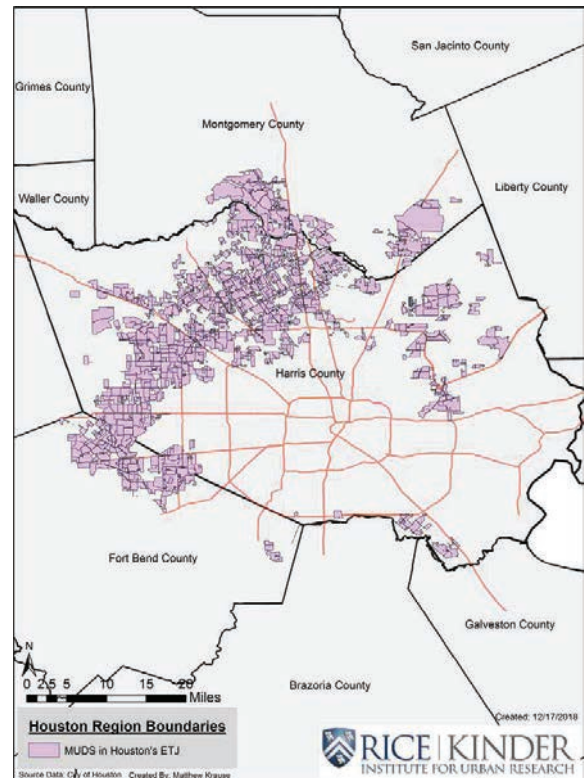 San Jacinto County
Grimes County
Montgomery County
Liberty County
Waller County
Harris County
Fort Bend County
Galveston County
Brazoria County
N
0 2.5 5 10 15 20
Miles
Houston Region Boundaries
MUDS in Houston's ETJ
Created: 12/17/2018
RICE | KINDER
INSTITUTE FOR URBAN RESEARCH
Source Data: City of Houston Created By: Matthew Krause